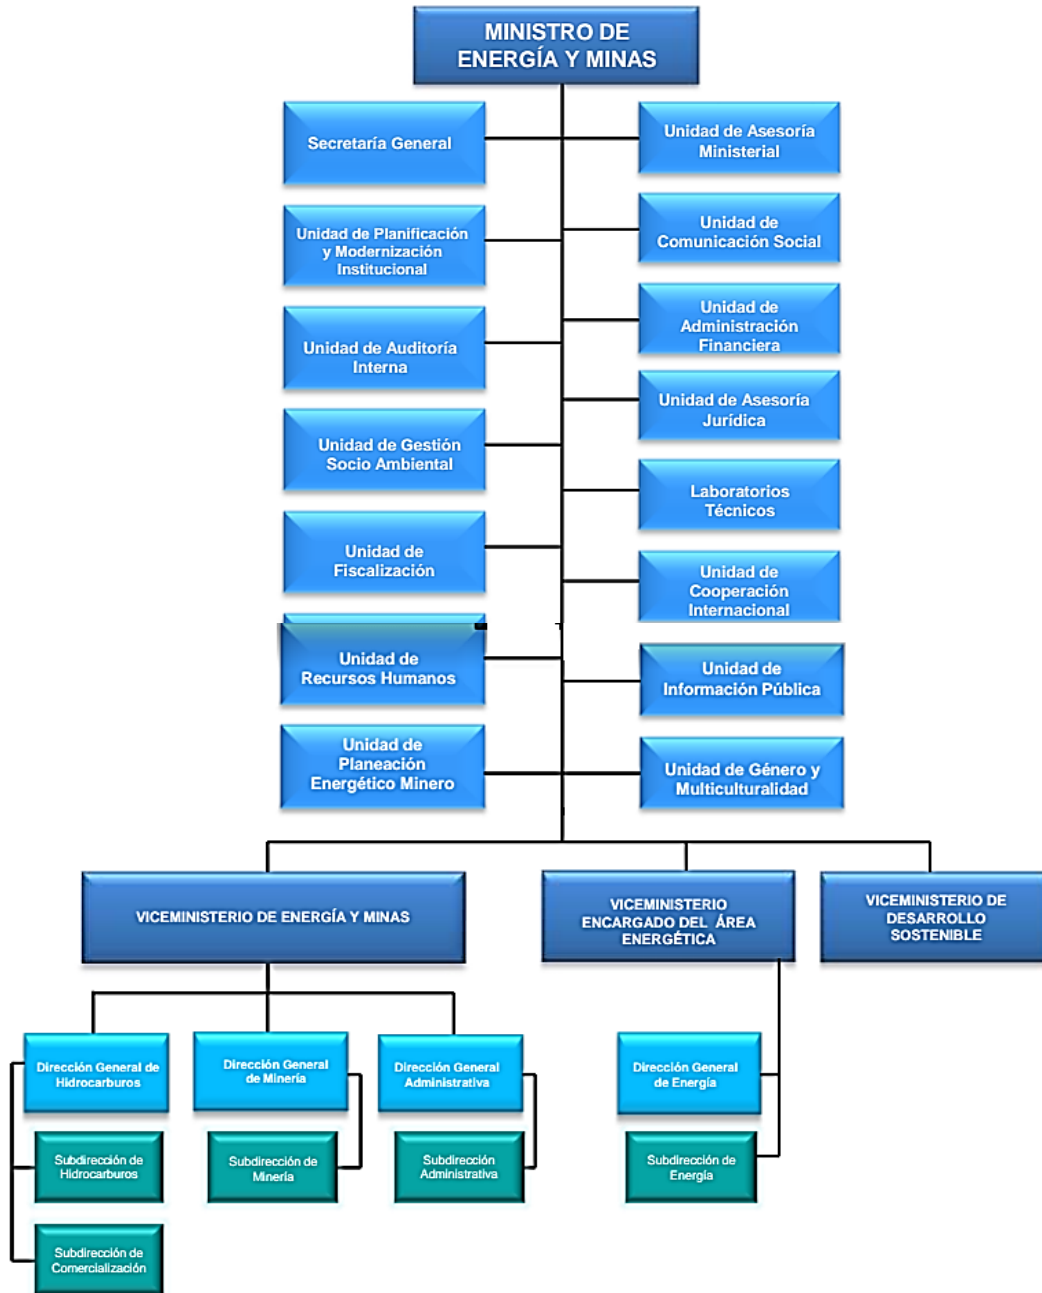 MINISTRO DE
ENERGÍA Y MINAS
Secretaría General
Unidad de Asesoría
Ministerial
Unidad de Planificación
y Modernización
Institucional
Unidad de
Comunicación Social
Unidad de Auditoría
Interna
Unidad de
Administración
Financiera
Unidad de Gestión
Socio Ambiental
Unidad de Asesoría
Jurídica
Unidad de
Fiscalización
Laboratorios
Técnicos
Unidad de
Recursos Humanos
Unidad de
Cooperación
Internacional
Unidad de
Planeación
Energético Minero
Unidad de
Información Pública
Unidad de Género y
Multiculturalidad
VICEMINISTERIO DE ENERGÍA Y MINAS
VICEMINISTERIO
ENCARGADO DEL ÁREA
ENERGÉTICA
VICEMINISTERIO DE
DESARROLLO
SOSTENIBLE
Dirección General de
Hidrocarburos
Dirección General
de Minería
Dirección General
Administrativa
Dirección General
de Energía
Subdirección de
Hidrocarburos
Subdirección de
Minería
Subdirección
Administrativa
Subdirección de
Energía
Subdirección de
Comercialización